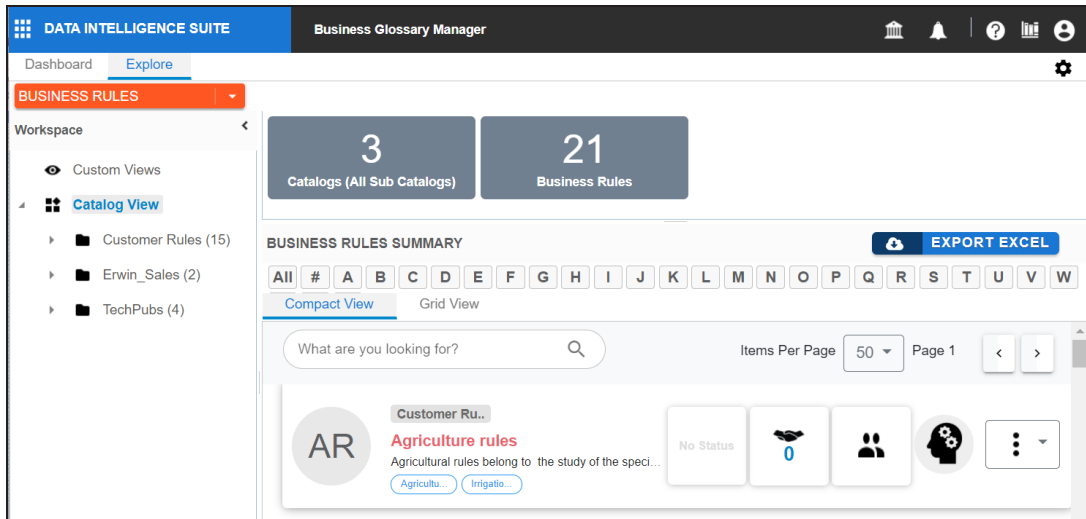 DATA INTELLIGENCE SUITE
Business Glossary Manager
Dashboard
Explore
BUSINESS RULES
Workspace
Custom Views
Catalog View
Customer Rules (15)
Erwin_Sales (2)
TechPubs (4)
3
Catalogs (All Sub Catalogs)
21
Business Rules
BUSINESS RULES SUMMARY
EXPORT EXCEL
All # A B C D E F G H I J K L M N O P Q R S T U V W
Compact View
Grid View
What are you looking for?
Items Per Page
50
Page 1
AR
Customer Ru..
Agriculture rules
Agricultural rules belong to the study of the speci...
Agricultu...
Irrigatio...
No Status
0